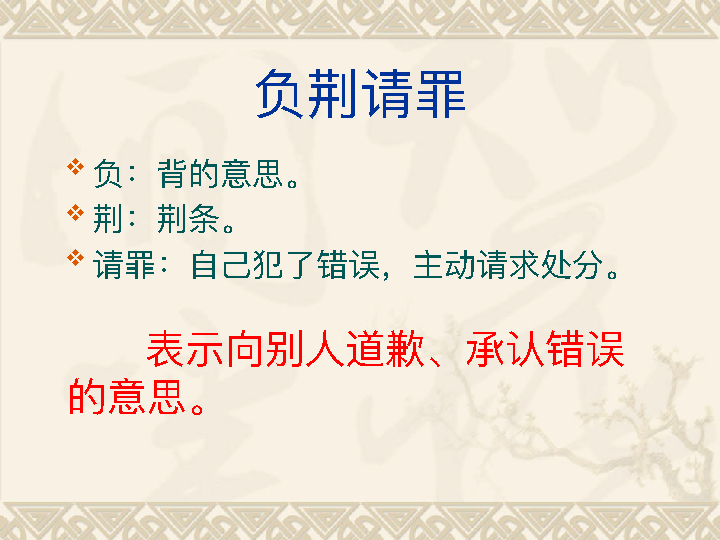 负荆请罪
负：背的意思。
荆：荆条。
请罪：自己犯了错误，主动请求处分。
表示向别人道歉、承认错误
的意思。